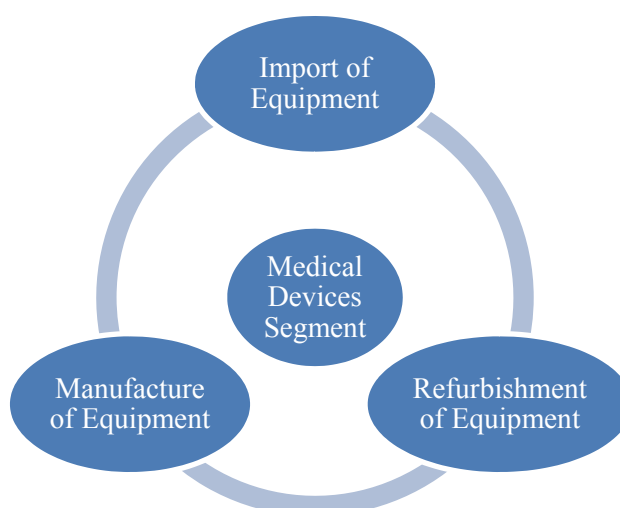 Import of
Equipment
Medical
Devices
Segment
Manufacture
of Equipment
Refurbishment
of Equipment